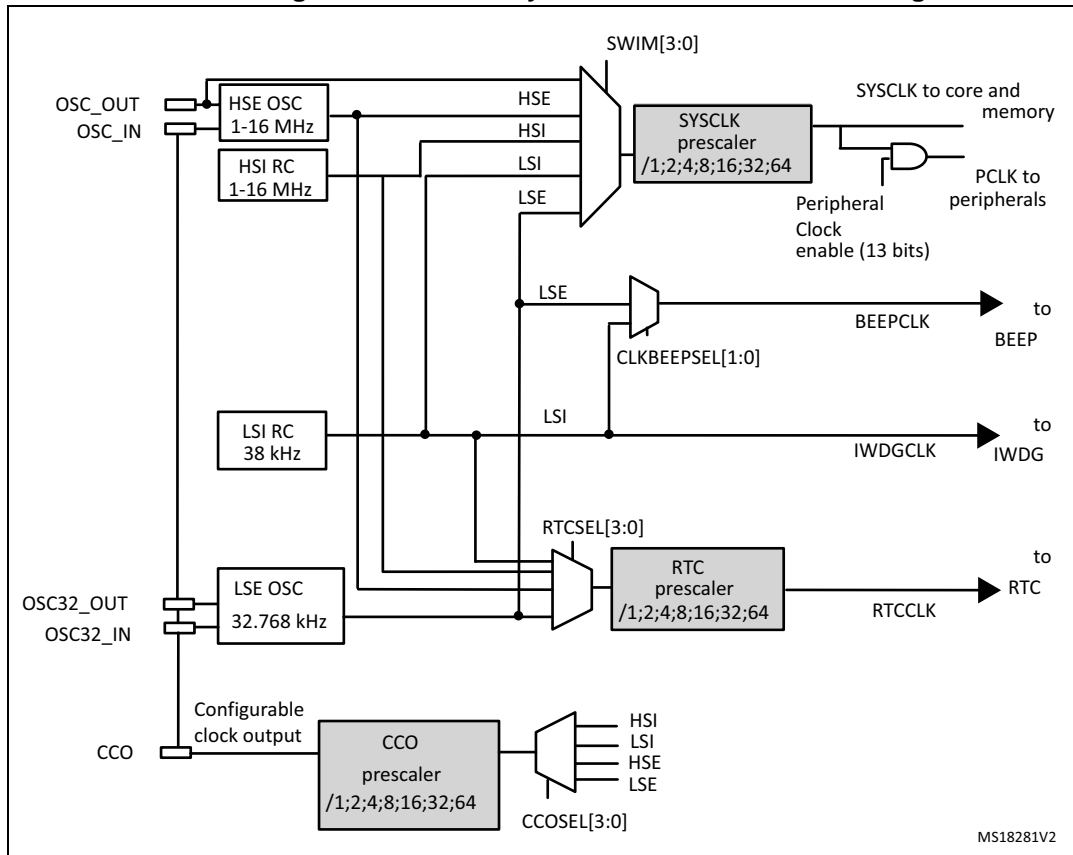 SWIM[3:0]
OSC_OUT
OSC_IN
HSE OSC
1-16 MHz
HSI RC
1-16 MHz
HSE
HSI
LSI
LSE
SYSCLK
prescaler
/1;2;4;8;16;32;64
SYSCLK to core and
memory
PCLK to
peripherals
Peripheral
Clock
enable (13 bits)
LSE
CLKBEEPSEL[1:0]
BEEPCLK
to
BEEP
LSI RC
38 kHz
LSI
IWDGCLK
to
IWDG
RTCSEL[3:0]
OSC32_OUT
OSC32_IN
LSE OSC
32.768 kHz
RTC
prescaler
/1;2;4;8;16;32;64
RTCCLK
to
RTC
CCO
Configurable
clock output
CCO
prescaler
/1;2;4;8;16;32;64
HSI
LSI
HSE
LSE
CCOSEL[3:0]
MS18281V2